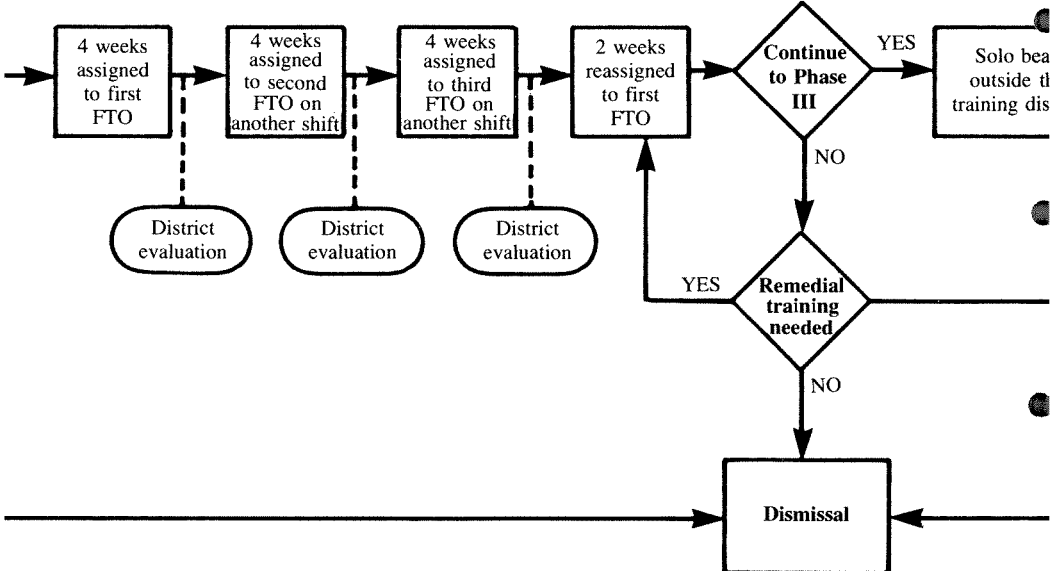 4 weeks
assigned
to first
FTO
4 weeks
assigned
to second
FTO on
another shift
4 weeks
assigned
to third
FTO on
another shift
2 weeks
reassigned
to first
FTO
Continue
to Phase
III
YES
Solo
outside
training
NO
District
evaluation
District
evaluation
District
evaluation
YES
Remedial
training
needed
NO
Dismissal